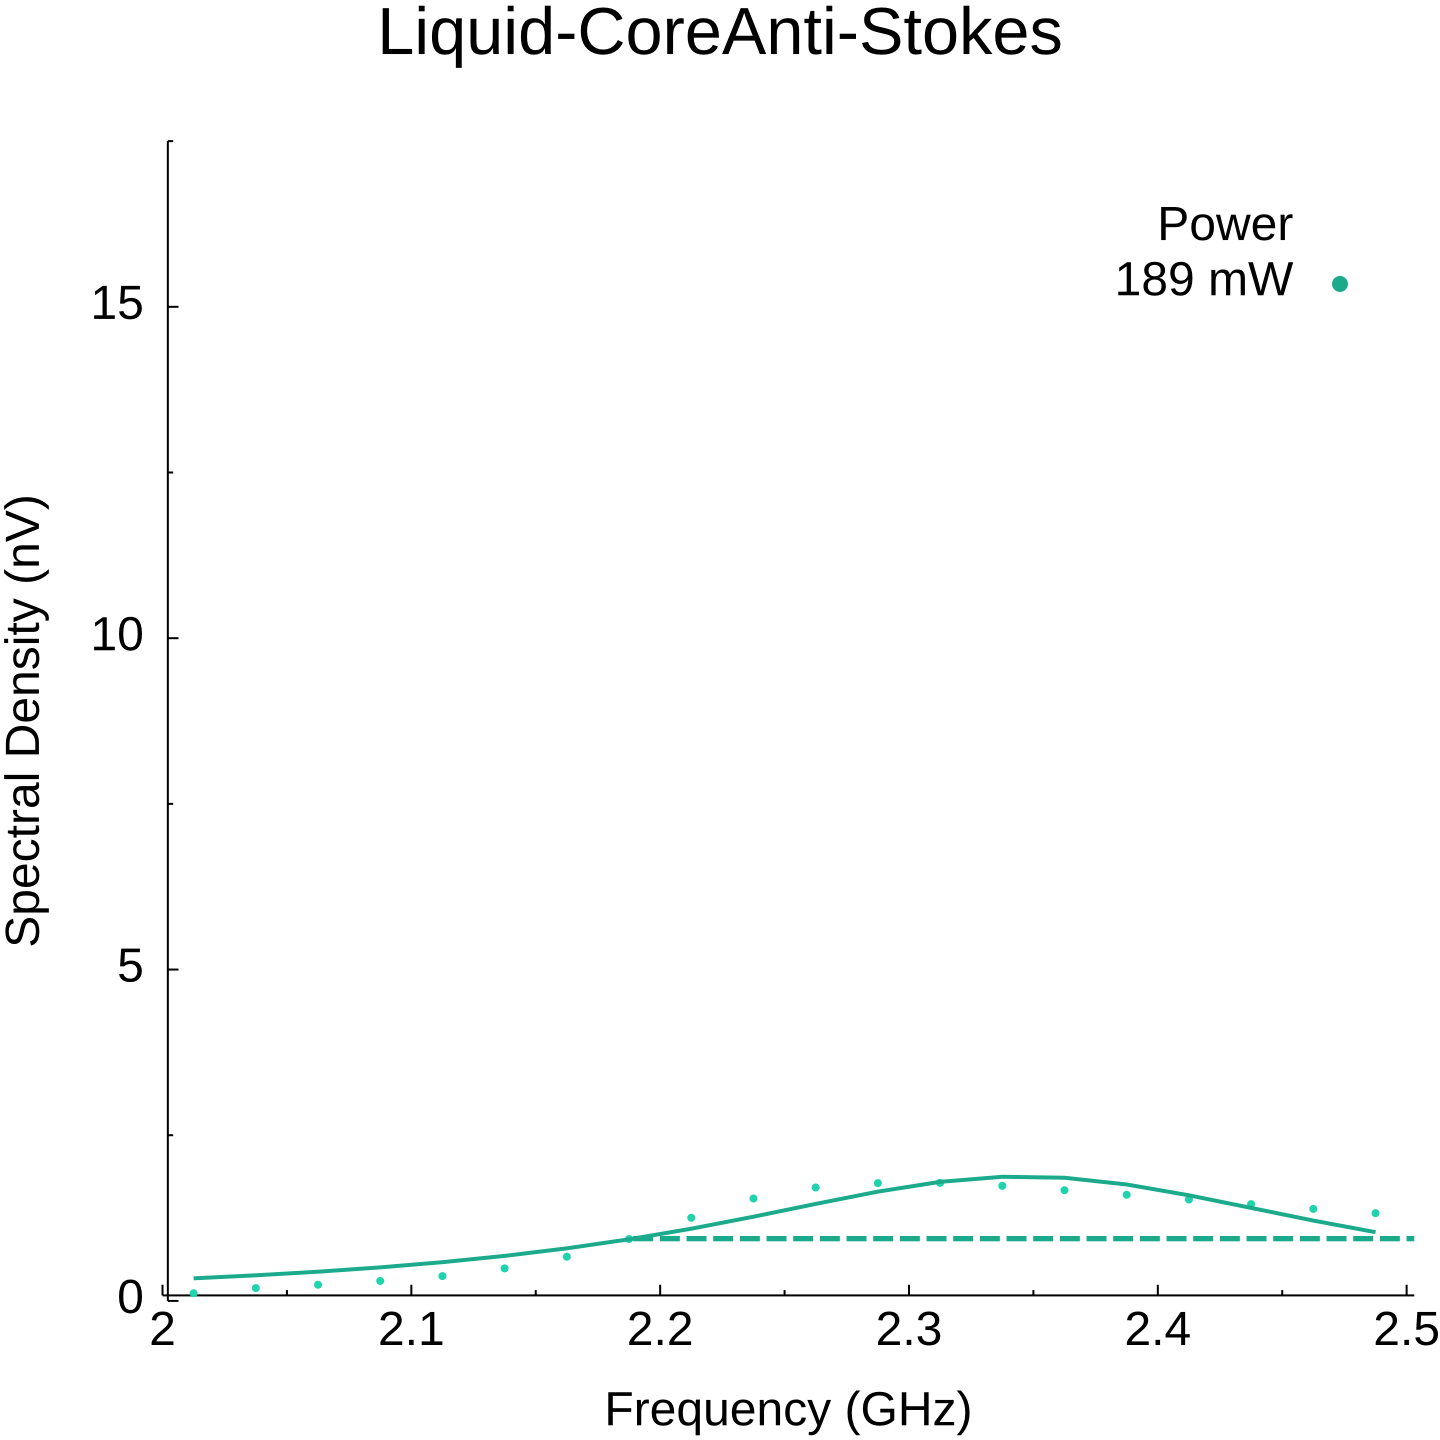 Liquid-CoreAnti-Stokes
Power
189 mW
15
10
5
0
Spectral Density (nV)
2 2.1 2.2 2.3 2.4 2.5
Frequency (GHz)